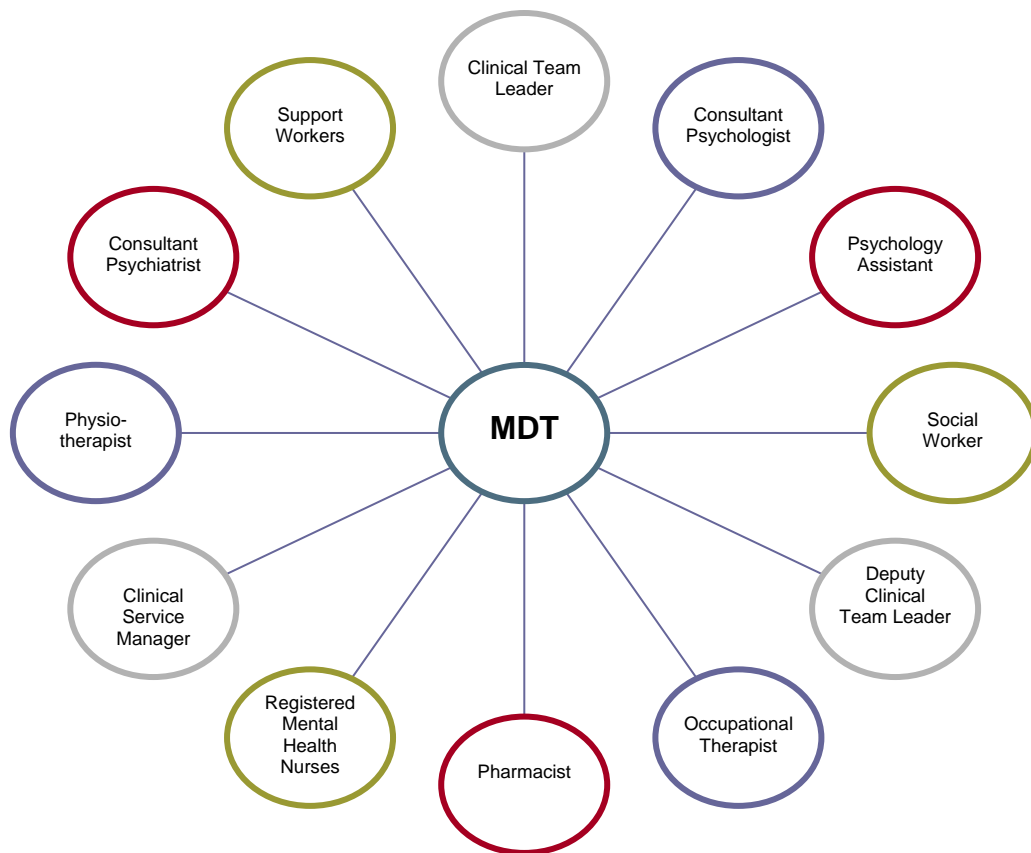 Clinical Team
Leader
Consultant
Psychologist
Psychology
Assistant
Social
Worker
Deputy
Clinical
Team Leader
Occupational
Therapist
Pharmacist
Registered
Mental
Health
Nurses
Clinical
Service
Manager
Physio-
therapist
Consultant
Psychiatrist
Support
Workers
MDT